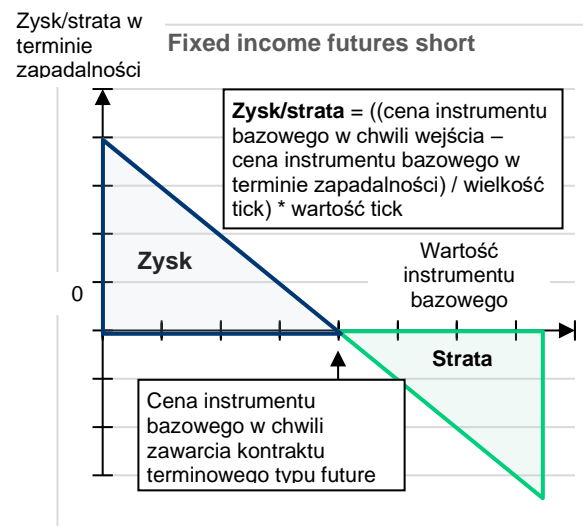 Zysk/strata w
terminie
zapadalności
Fixed income futures short
Zysk/strata = ((cena instrumentu
bazowego w chwili wejścia –
cena instrumentu bazowego w
terminie zapadalności) / wielkość
tick) * wartość tick
Zysk
Wartość
instrumentu
bazowego
0
Strata
Cena instrumentu
bazowego w chwili
zawarcia kontraktu
terminowego typu future